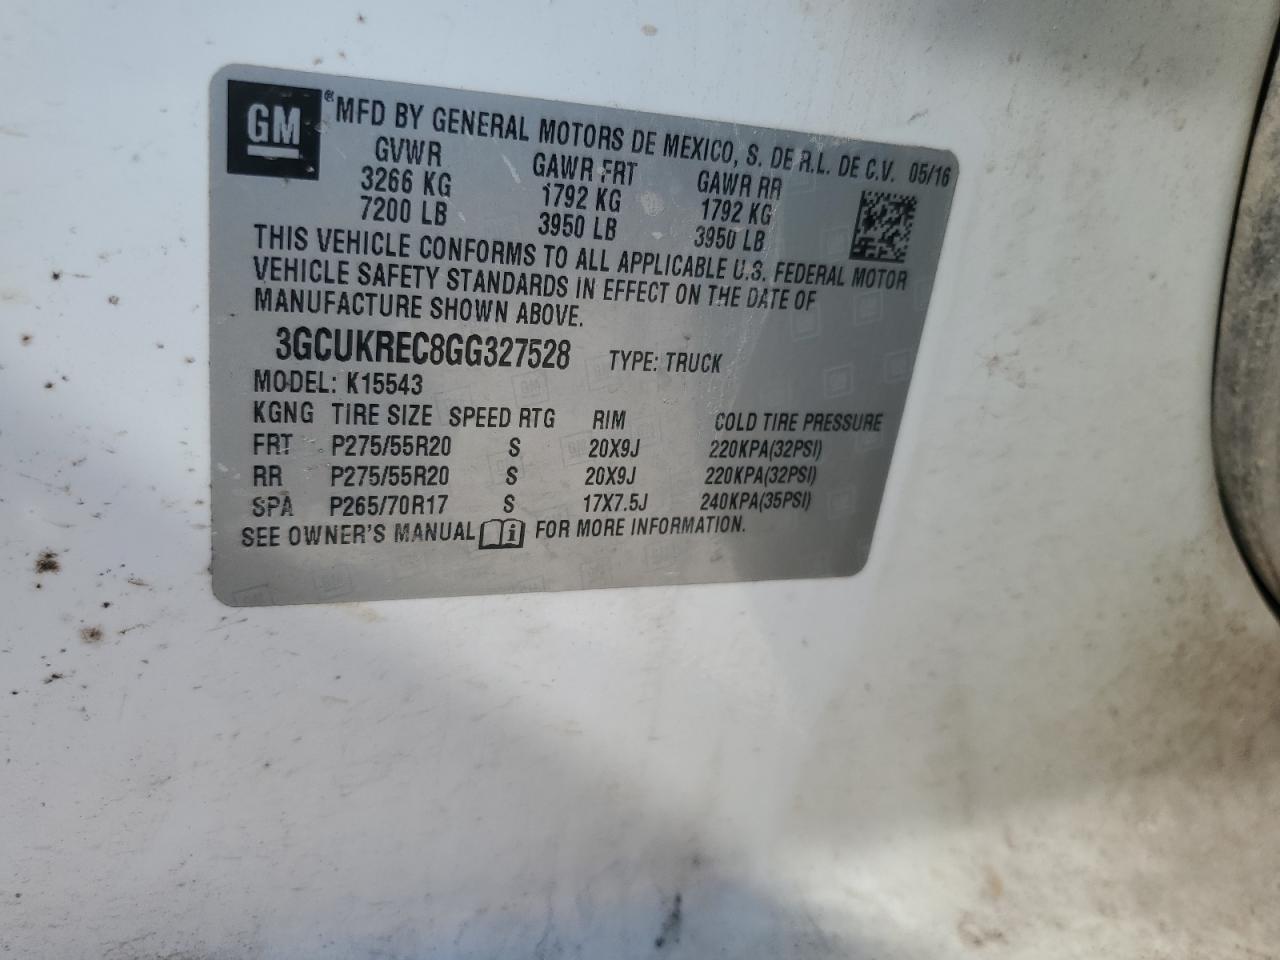 GM ® MFD BY GENERAL MOTORS DE MEXICO, S. DE R.L. DE C.V. 05/16
GVWR GAWR FRT GAWR RR
3266 KG 1792 KG 1792 KG
7200 LB 3950 LB 3950 LB
THIS VEHICLE CONFORMS TO ALL APPLICABLE U.S. FEDERAL MOTOR
VEHICLE SAFETY STANDARDS IN EFFECT ON THE DATE OF
MANUFACTURE SHOWN ABOVE.
3GCUKREC8GG327528 TYPE: TRUCK
MODEL: K15543
KGNG TIRE SIZE SPEED RTG RIM COLD TIRE PRESSURE
FRT P275/55R20 S 20X9J 220KPA(32PSI)
RR P275/55R20 S 20X9J 220KPA(32PSI)
SPA P265/70R17 S 17X7.5J 240KPA(35PSI)
SEE OWNER'S MANUAL i FOR MORE INFORMATION.